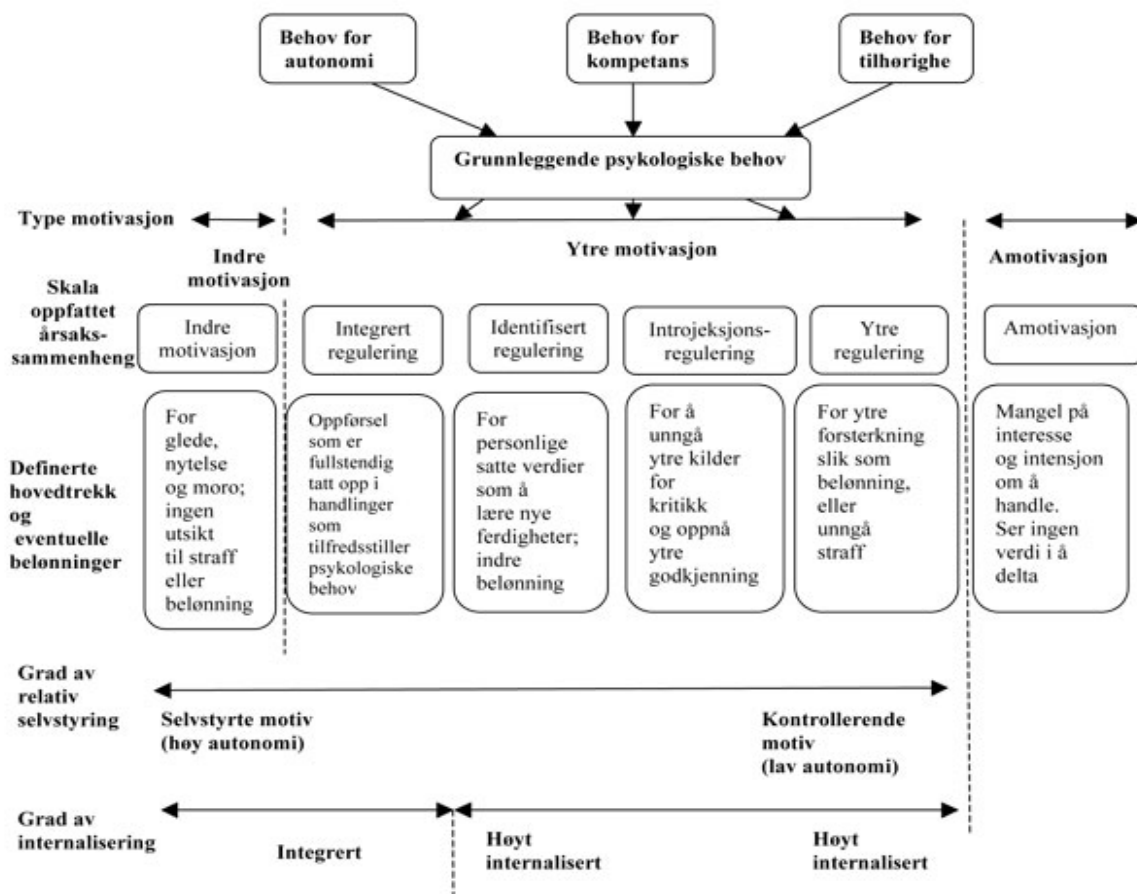 Behov for
autonomi
Behov for
kompetans
Behov for
tilhørighe
Grunnleggende psykologiske behov
Type motivasjon
Indre
motivasjon
Ytre motivasjon
Amotivasjon
Skala
oppfattet
årsaks-
sammenheng
Indre
motivasjon
Integrert
regulering
Identifisert
regulering
Introjeksjons-
regulering
Ytre
regulering
Amotivasjon
Definerte
hovedtrekk
og
eventuelle
belønninger
For
glede,
nytelse
og moro;
ingen
utsikt
til straff
eller
belønning
Oppførsel
som er
fullstendig
tatt opp i
handlinger
som
tilfredsstiller
psykologiske
behov
For
personlige
satte verdier
som å
lære nye
ferdigheter;
indre
belønning
For å
unngå
ytre kilder
for
kritikk
og oppnå
ytre
godkjenning
For ytre
forsterkning
slik som
belønning,
eller
unngå
straff
Mangel på
interesse
og intensjon
om å
handle.
Ser ingen
verdi i å
delta
Grad av
relativ
selvstyring
Selvstyrte motiv
(høy autonomi)
Kontrollerende
motiv
(lav autonomi)
Grad av
internalisering
Integrert
Høyt
internalisert
Høyt
internalisert